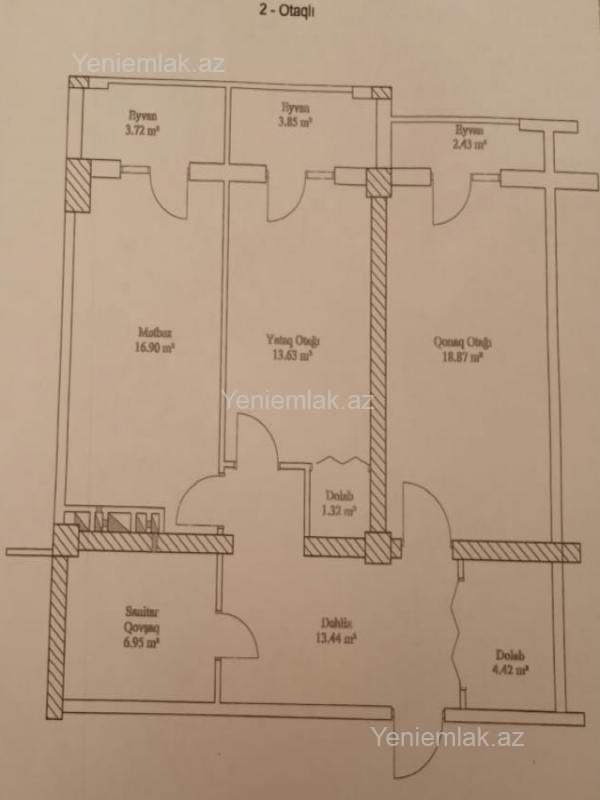 2 - Otaqlı
Yeniemlak.az
Eyvan
3.72 m²
Eyvan
3.85 m²
Eyvan
2.43 m²
Mətbəx
16.90 m²
Yataq Otağı
13.63 m²
Qonaq Otağı
18.87 m²
Yeniemlak.az
Dolab
1.32 m²
Sanitar
Qovşaq
6.95 m²
Dəhliz
13.44 m²
Dolab
4.42 m²
Yeniemlak.az